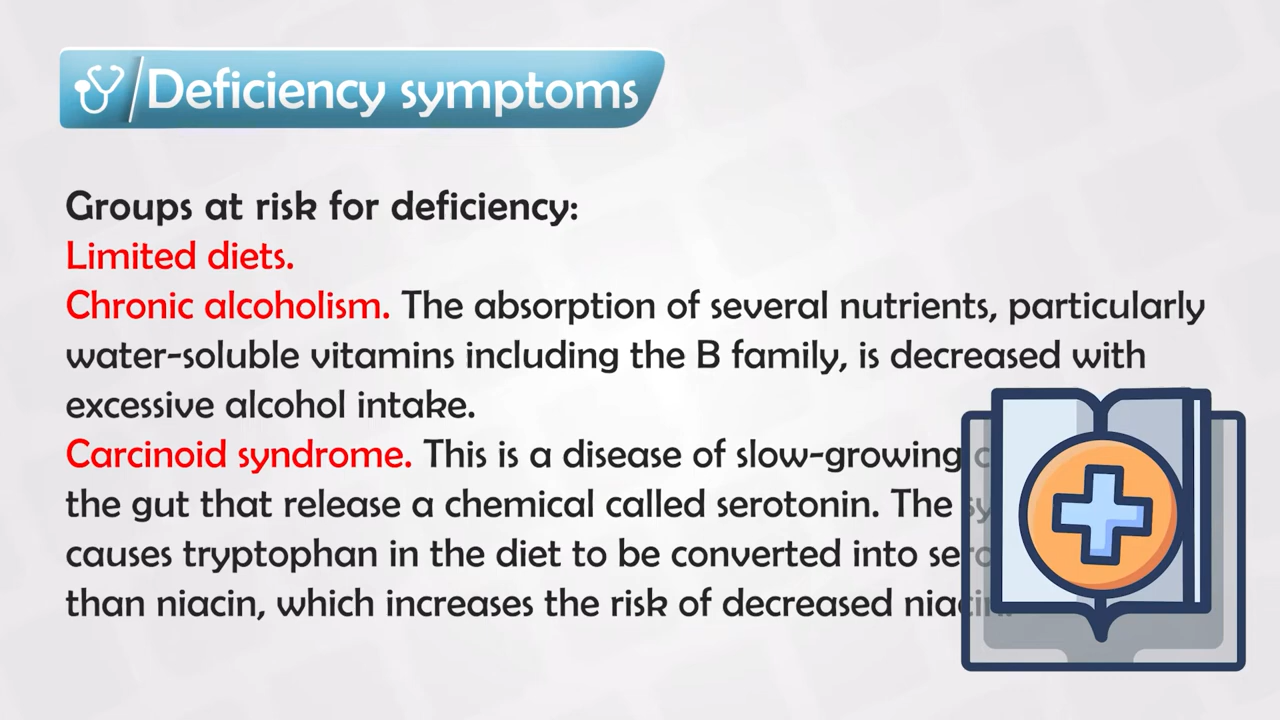 Deficiency symptoms
Groups at risk for deficiency:
Limited diets.
Chronic alcoholism. The absorption of several nutrients, particularly
water-soluble vitamins including the B family, is decreased with
excessive alcohol intake.
Carcinoid syndrome. This is a disease of slow-growing
the gut that release a chemical called serotonin. The
causes tryptophan in the diet to be converted into
than niacin, which increases the risk of decreased niacin.